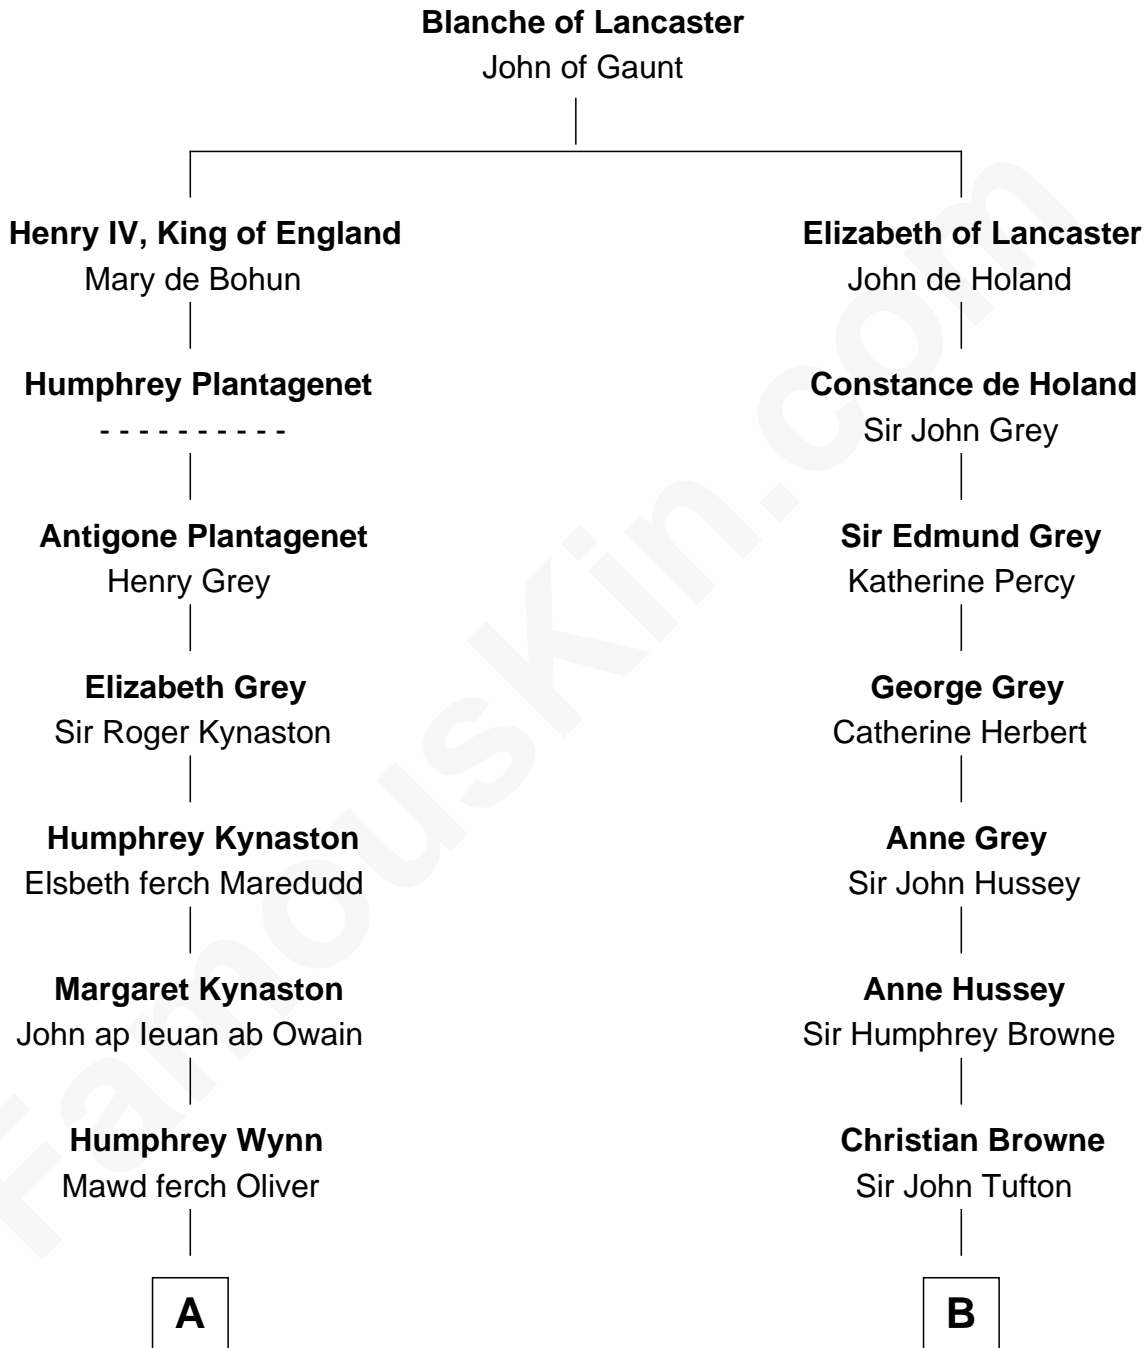 Blanche of Lancaster
John of Gaunt
Henry IV, King of England
Mary de Bohun
Elizabeth of Lancaster
John de Holand
Humphrey Plantagenet
- - - - - - - - - -
Constance de Holand
Sir John Grey
Antigone Plantagenet
Henry Grey
Sir Edmund Grey
Katherine Percy
Elizabeth Grey
Sir Roger Kynaston
George Grey
Catherine Herbert
Humphrey Kynaston
Elsbeth ferch Maredudd
Anne Grey
Sir John Hussey
Margaret Kynaston
John ap Ieuan ab Owain
Anne Hussey
Sir Humphrey Browne
Humphrey Wynn
Mawd ferch Oliver
Christian Browne
Sir John Tufton
A
B
FamousKin.com